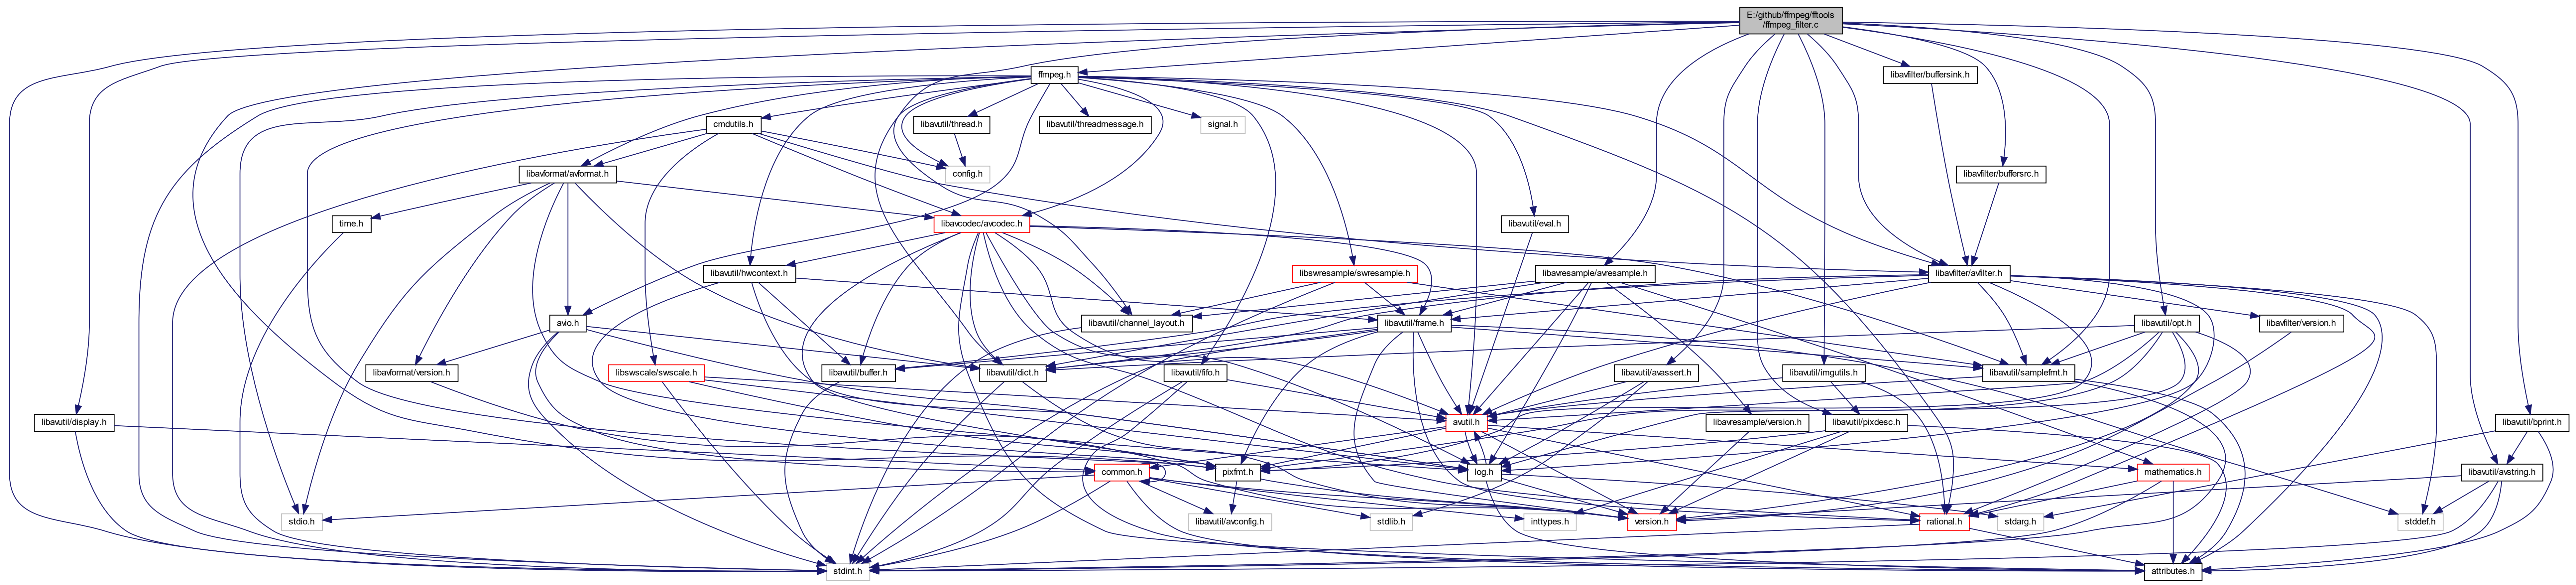 E:/github/ffmpeg/fftools
/ffmpeg_filter.c
ffmpeg.h
libavfilter/buffersink.h
cmdutils.h
libavutil/thread.h
libavutil/threadmessage.h
signal.h
libavformat/avformat.h
config.h
libavfilter/buffersrc.h
time.h
libavcodec/avcodec.h
libavutil/eval.h
libavutil/hwcontext.h
libswresample/swresample.h
libavresample/avresample.h
libavfilter/avfilter.h
avio.h
libavutil/channel_layout.h
libavutil/frame.h
libavutil/opt.h
libavfilter/version.h
libavformat/version.h
libswscale/swscale.h
libavutil/buffer.h
libavutil/dict.h
libavutil/fifo.h
libavutil/avassert.h
libavutil/imgutils.h
libavutil/samplefmt.h
libavutil/display.h
avutil.h
libavresample/version.h
libavutil/pixdesc.h
libavutil/bprint.h
common.h
pixfmt.h
log.h
mathematics.h
libavutil/avstring.h
stdio.h
libavutil/avconfig.h
stdlib.h
inttypes.h
version.h
rational.h
stdarg.h
stddef.h
stdint.h
attributes.h